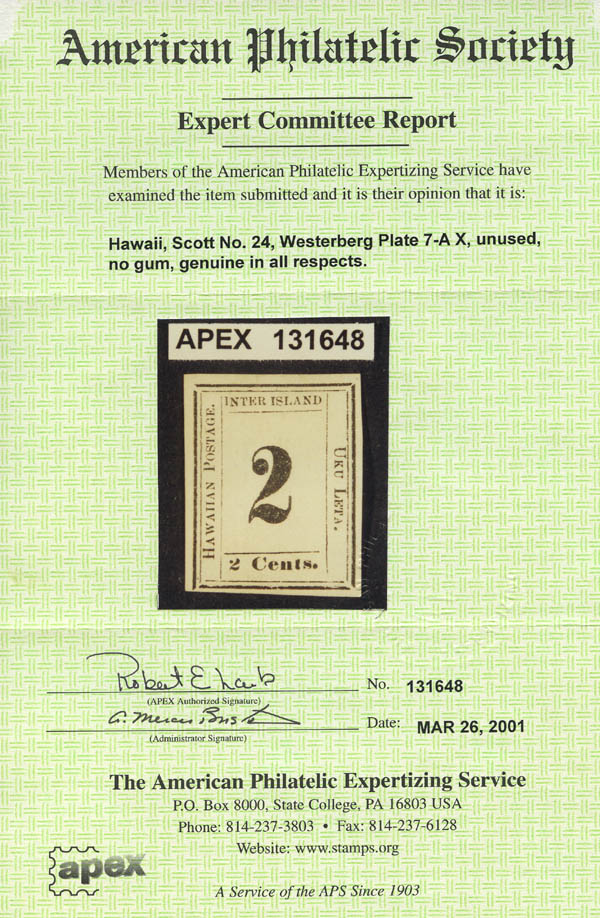 American Philatelic Society
Expert Committee Report
Members of the American Philatelic Expertizing Service have
examined the item submitted and it is their opinion that it is:
Hawaii, Scott No. 24, Westerberg Plate 7-A X, unused,
no gum, genuine in all respects.
APEX 131648
INTER ISLAND
HAWAIIAN POSTAGE.
2
UKU LETA.
2 Cents.
Robert E
No. 131648
(APEX Authorized Signature)
Date: MAR 26, 2001
(Administrator Signature)
The American Philatelic Expertizing Service
P.O. Box 8000, State College, PA 16803 USA
Phone: 814-237-3803 • Fax: 814-237-6128
Website: www.stamps.org
apex
A Service of the APS Since 1903